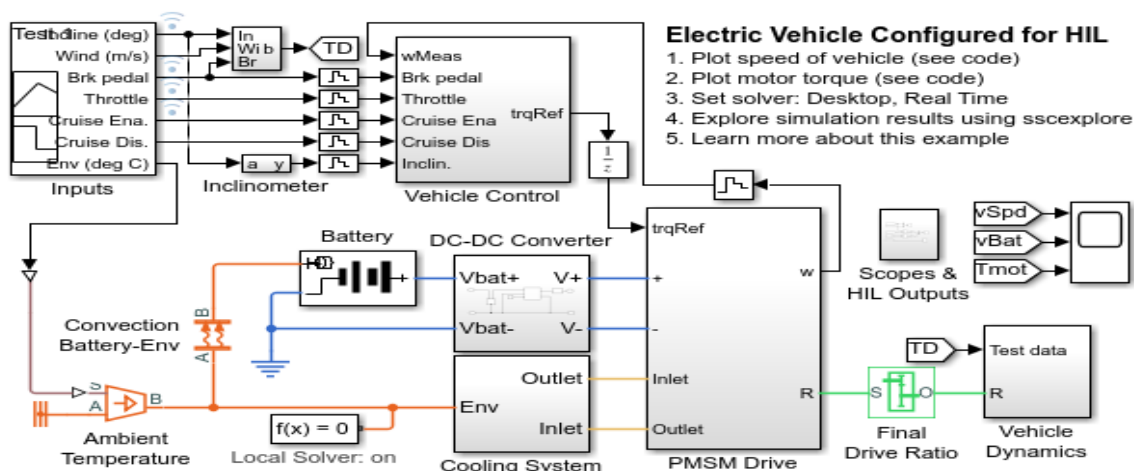 Test 1
Incline (deg)
Wind (m/s)
Brk pedal
Throttle
Cruise Ena.
Cruise Dis.
Env (deg C)
Inputs
In
Wi b
Br
TD
a y
Inclinometer
wMeas
Brk pedal
Throttle
Cruise Ena
Cruise Dis
Inclin.
trqRef
Vehicle Control
1
z
Electric Vehicle Configured for HIL
1. Plot speed of vehicle (see code)
2. Plot motor torque (see code)
3. Set solver: Desktop, Real Time
4. Explore simulation results using sscexplore
5. Learn more about this example
vSpd
vBat
Tmot
Scopes &
HIL Outputs
Battery
H
+
DC-DC Converter
Vbat+ V+
Vbat- V-
trqRef
w
+
-
Inlet
R
Outlet
PMSM Drive
Convection
Battery-Env
B
A
S
A
B
Ambient
Temperature
f(x) = 0
Local Solver: on
Outlet
Env
Inlet
Cooling System
S O
Final
Drive Ratio
TD
Test data
R
Vehicle
Dynamics